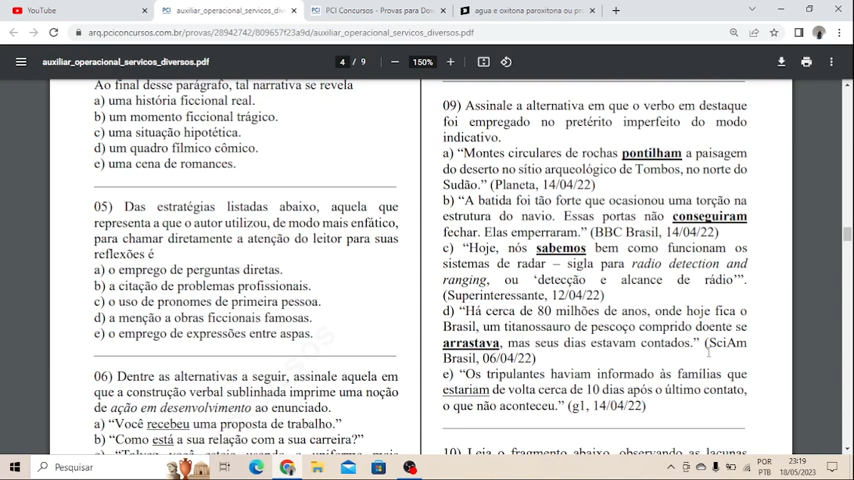 YouTube
auxiliar_operacional_servicos_div
PCI Concursos - Provas para Dow
agua e oxitona paroxitona ou pro
arq.pciconcursos.com.br/provas/28942742/809657f23a9d/auxiliar_operacional_servicos_diversos.pdf
auxiliar_operacional_servicos_diversos.pdf
4 / 9
150%
Ao final desse parágrafo, tal narrativa se revela
a) uma história ficcional real.
b) um momento ficcional trágico.
c) uma situação hipotética.
d) um quadro fílmico cômico.
e) uma cena de romances.
05) Das estratégias listadas abaixo, aquela que
representa a que o autor utilizou, de modo mais enfático,
para chamar diretamente a atenção do leitor para suas
reflexões é
a) o emprego de perguntas diretas.
b) a citação de problemas profissionais.
c) o uso de pronomes de primeira pessoa.
d) a menção a obras ficcionais famosas.
e) o emprego de expressões entre aspas.
06) Dentre as alternativas a seguir, assinale aquela em
que a construção verbal sublinhada imprime uma noção
de ação em desenvolvimento ao enunciado.
a) “Você recebeu uma proposta de trabalho.”
b) “Como está a sua relação com a sua carreira?”
09) Assinale a alternativa em que o verbo em destaque
foi empregado no pretérito imperfeito do modo
indicativo.
a) “Montes circulares de rochas pontilham a paisagem
do deserto no sítio arqueológico de Tombos, no norte do
Sudão.” (Planeta, 14/04/22)
b) “A batida foi tão forte que ocasionou uma torção na
estrutura do navio. Essas portas não conseguiram
fechar. Elas emperraram.” (BBC Brasil, 14/04/22)
c) “Hoje, nós sabemos bem como funcionam os
sistemas de radar – sigla para radio detection and
ranging, ou ‘detecção e alcance de rádio’”.
(Superinteressante, 12/04/22)
d) “Há cerca de 80 milhões de anos, onde hoje fica o
Brasil, um titanossauro de pescoço comprido doente se
arrastava, mas seus dias estavam contados.” (SciAm
Brasil, 06/04/22)
e) “Os tripulantes haviam informado às famílias que
estariam de volta cerca de 10 dias após o último contato,
o que não aconteceu.” (g1, 14/04/22)
10) Leia o fragmento abaixo, observando as lacunas
Pesquisar
POR
PTB
23:19
18/05/2023